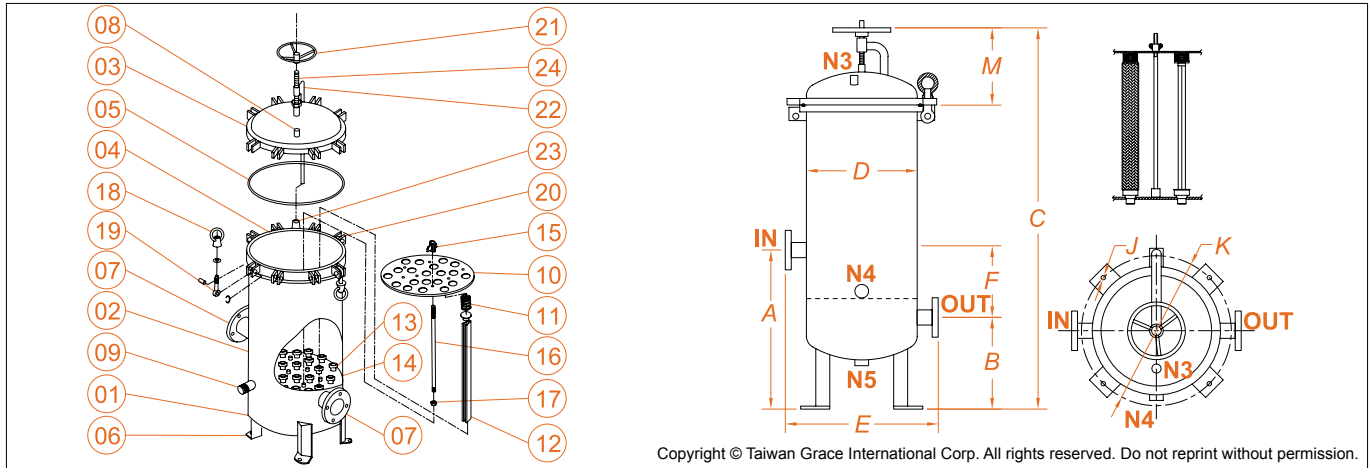 08
03
05
04
18
19
07
02
09
01
06
21
24
22
23
20
15
10
11
13
16
14
17
12
07
N3
M
D
C
IN
N4
F
A
OUT
B
N5
E
J
K
IN
OUT
N3
N4
Copyright © Taiwan Grace International Corp. All rights reserved. Do not reprint without permission.